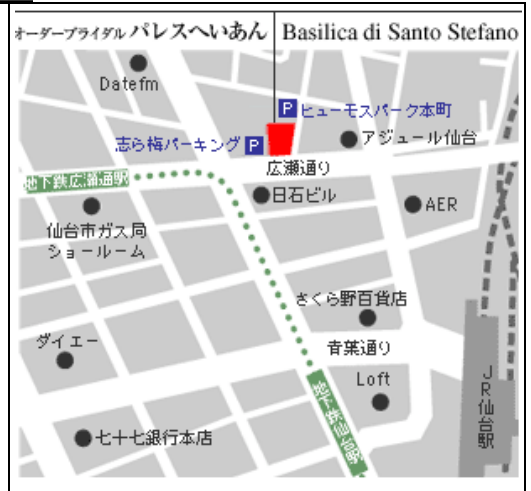 オーダーブライダル パレスへいあん
Basilica di Santo Stefano
Datefm
P ヒューモスパーク本町
志ら梅パーキング P
アジュール仙台
広瀬通り
地下鉄広瀬通駅
日石ビル
AER
仙台市ガス局
ショールーム
さくら野百貨店
ダイエー
青葉通り
Loft
JR仙台駅
地下鉄仙台駅
七十七銀行本店